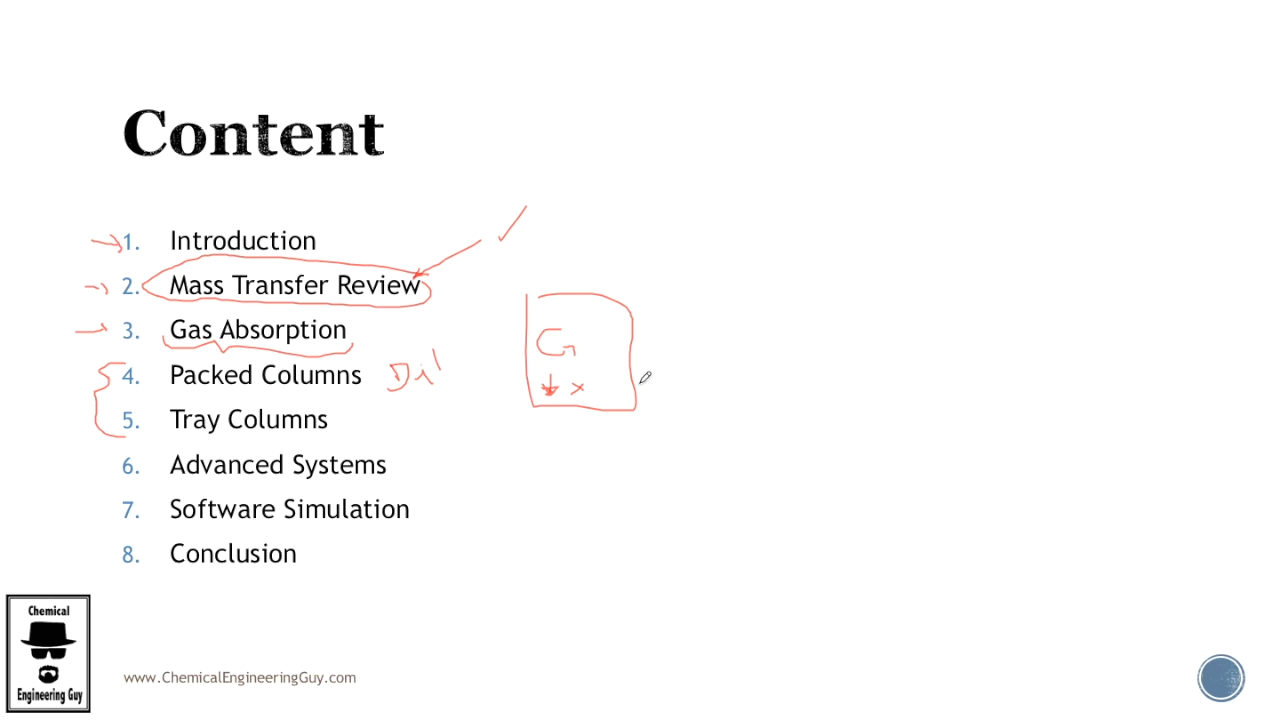 Content
1. Introduction
2. Mass Transfer Review
3. Gas Absorption
4. Packed Columns Dil
5. Tray Columns
G
x
6. Advanced Systems
7. Software Simulation
8. Conclusion
Chemical
Engineering Guy
www.ChemicalEngineeringGuy.com